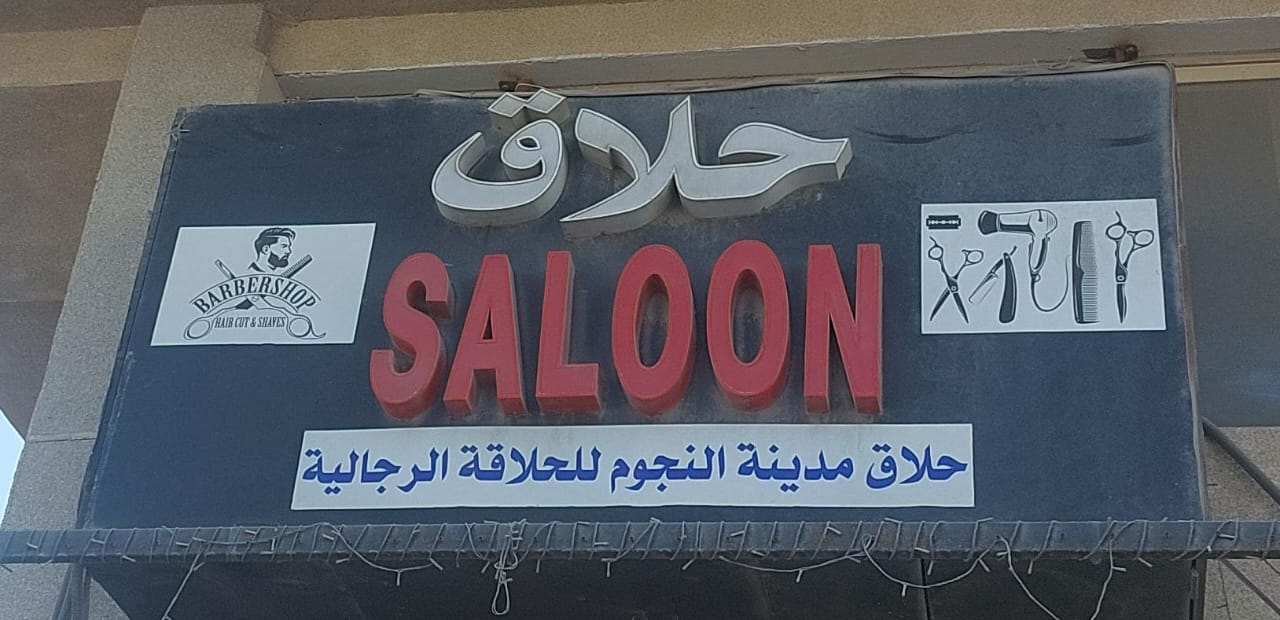 حلاق
BARBERSHOP
HAIR CUT & SHAVES
SALOON
حلاق مدينة النجوم للحلاقة الرجالية